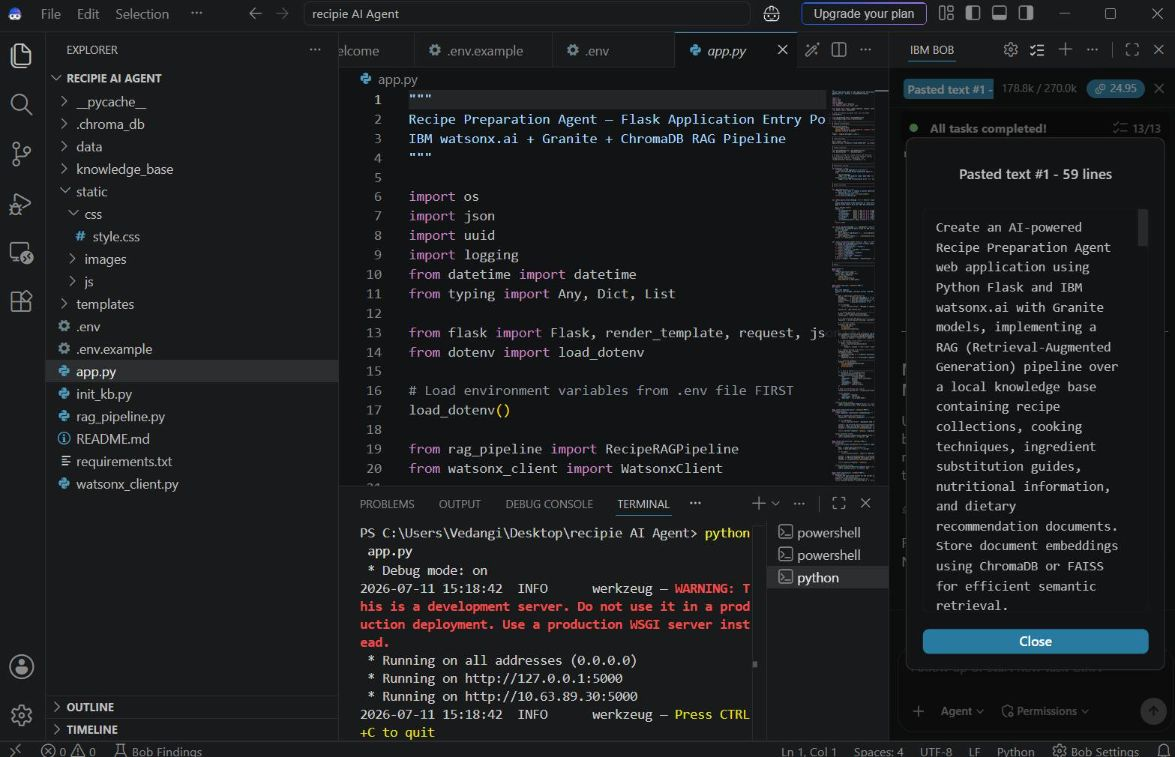 File Edit Selection ··· recipie AI Agent Upgrade your plan
EXPLORER ···
RECIPIE AI AGENT
__pycache__
.chroma_db
data
knowledge_base
static
css
# style.css
images
js
templates
.env
.env.example
app.py
init_kb.py
rag_pipeline.py
README.md
requirements.txt
watsonx_client.py
OUTLINE
TIMELINE
elcome .env.example .env app.py
app.py
1 """
2 Recipe Preparation Agent — Flask Application Entry Po
3 IBM watsonx.ai + Granite + ChromaDB RAG Pipeline
4 """
5
6 import os
7 import json
8 import uuid
9 import logging
10 from datetime import datetime
11 from typing import Any, Dict, List
12
13 from flask import Flask, render_template, request, js
14 from dotenv import load_dotenv
15
16 # Load environment variables from .env file FIRST
17 load_dotenv()
18
19 from rag_pipeline import RecipeRAGPipeline
20 from watsonx_client import WatsonxClient
PROBLEMS OUTPUT DEBUG CONSOLE TERMINAL ···
PS C:\Users\Vedangi\Desktop\recipie AI Agent> python
app.py
* Debug mode: on
2026-07-11 15:18:42 INFO werkzeug — WARNING: T
his is a development server. Do not use it in a prod
uction deployment. Use a production WSGI server inst
ead.
* Running on all addresses (0.0.0.0)
* Running on http://127.0.0.1:5000
* Running on http://10.63.89.30:5000
2026-07-11 15:18:42 INFO werkzeug — Press CTRL
+C to quit
powershell
powershell
python
IBM BOB
Pasted text #1 - 178.8k / 270.0k 24.95
All tasks completed! 13/13
Pasted text #1 - 59 lines
Create an AI-powered
Recipe Preparation Agent
web application using
Python Flask and IBM
watsonx.ai with Granite
models, implementing a
RAG (Retrieval-Augmented
Generation) pipeline over
a local knowledge base
containing recipe
collections, cooking
techniques, ingredient
substitution guides,
nutritional information,
and dietary
recommendation documents.
Store document embeddings
using ChromaDB or FAISS
for efficient semantic
retrieval.
Close
Agent Permissions
0 0 Bob Findings Ln 1, Col 1 Spaces: 4 UTF-8 LF Python Bob Settings